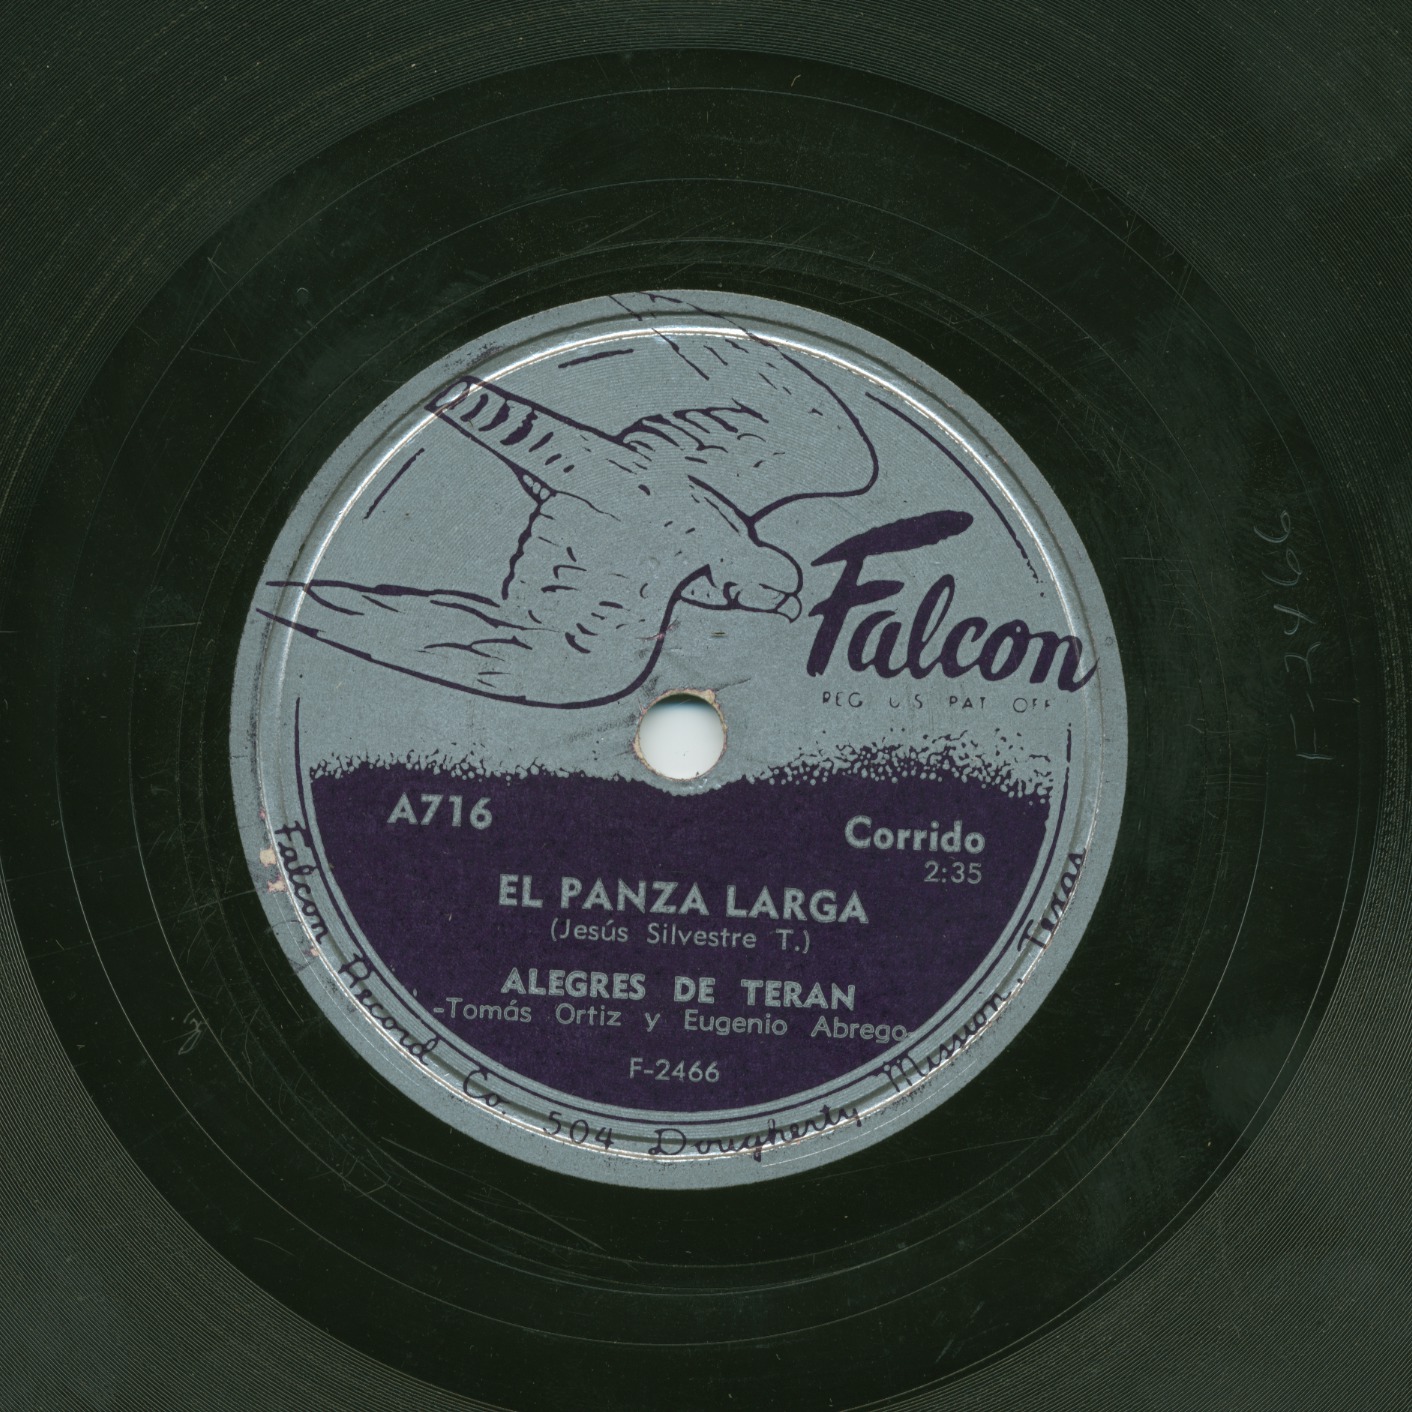 Falcon
REG U S PAT OFF
A716
Corrido
2:35
EL PANZA LARGA
(Jesús Silvestre T.)
ALEGRES DE TERAN
-Tomás Ortiz y Eugenio Abrego-
F-2466
Falcon Record Co. 504 Dougherty Mission, Texas
F-2466